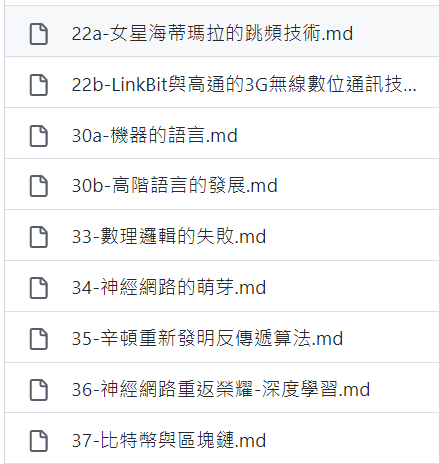 22a-女星海蒂瑪拉的跳頻技術.md
22b-LinkBit與高通的3G無線數位通訊技...
30a-機器的語言.md
30b-高階語言的發展.md
33-數理邏輯的失敗.md
34-神經網路的萌芽.md
35-辛頓重新發明反傳遞算法.md
36-神經網路重返榮耀-深度學習.md
37-比特幣與區塊鏈.md